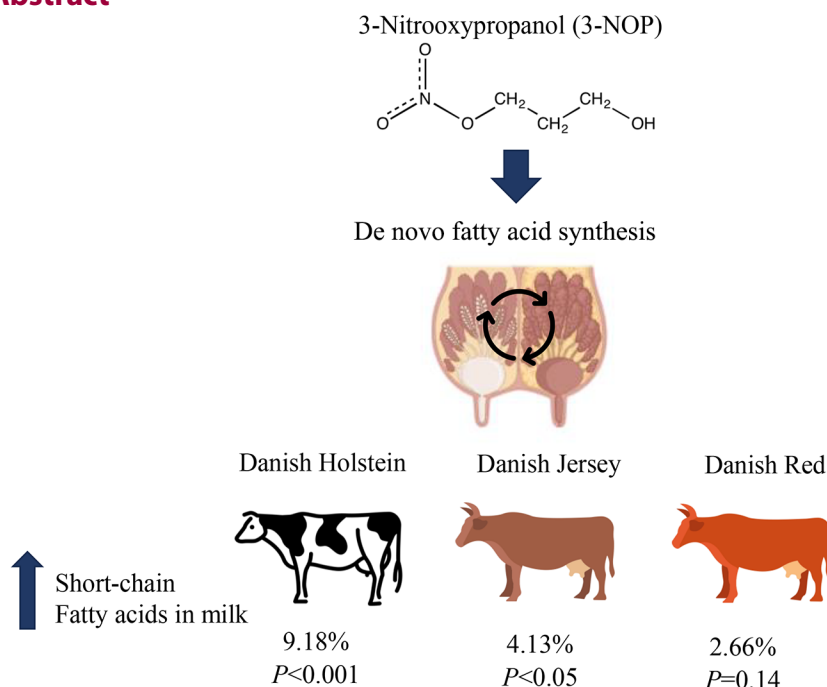 Abstract
3-Nitrooxypropanol (3-NOP)
O
N
CH₂
CH₂
O
O
CH₂
OH
De novo fatty acid synthesis
Danish Holstein
Danish Jersey
Danish Red
Short-chain
Fatty acids in milk
9.18%
4.13%
2.66%
P<0.001
P<0.05
P=0.14